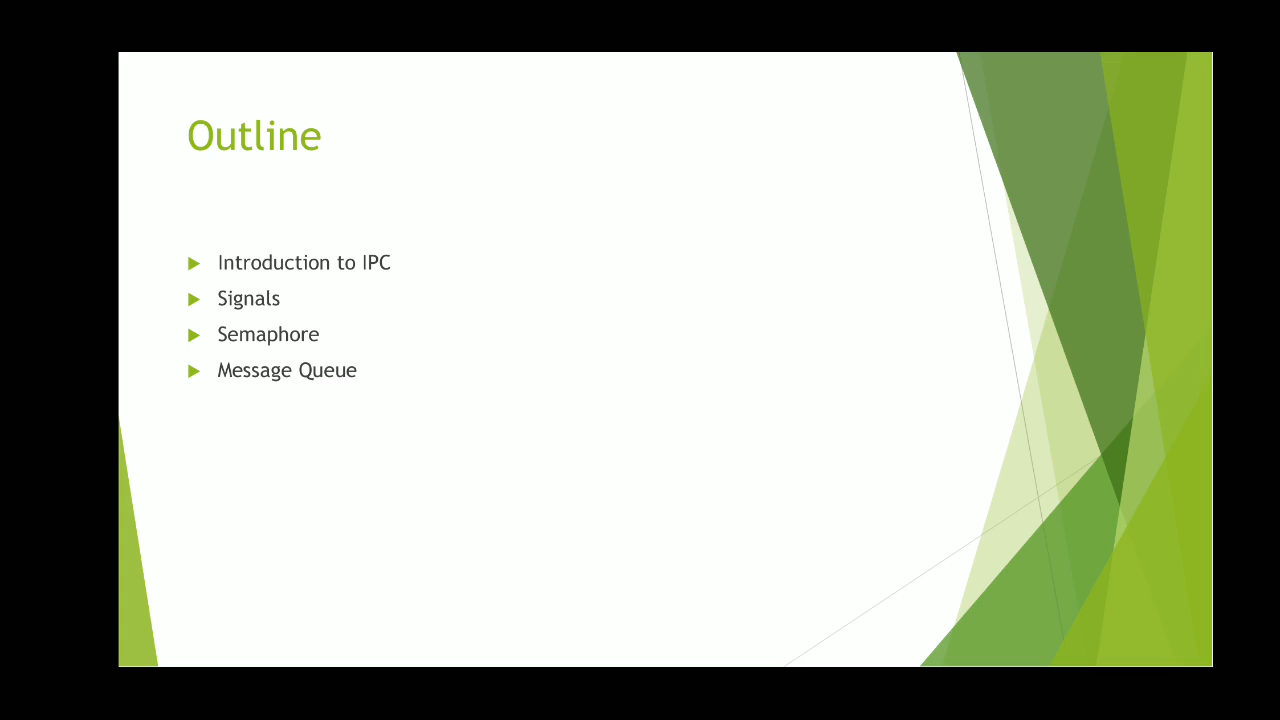 Outline
Introduction to IPC
Signals
Semaphore
Message Queue